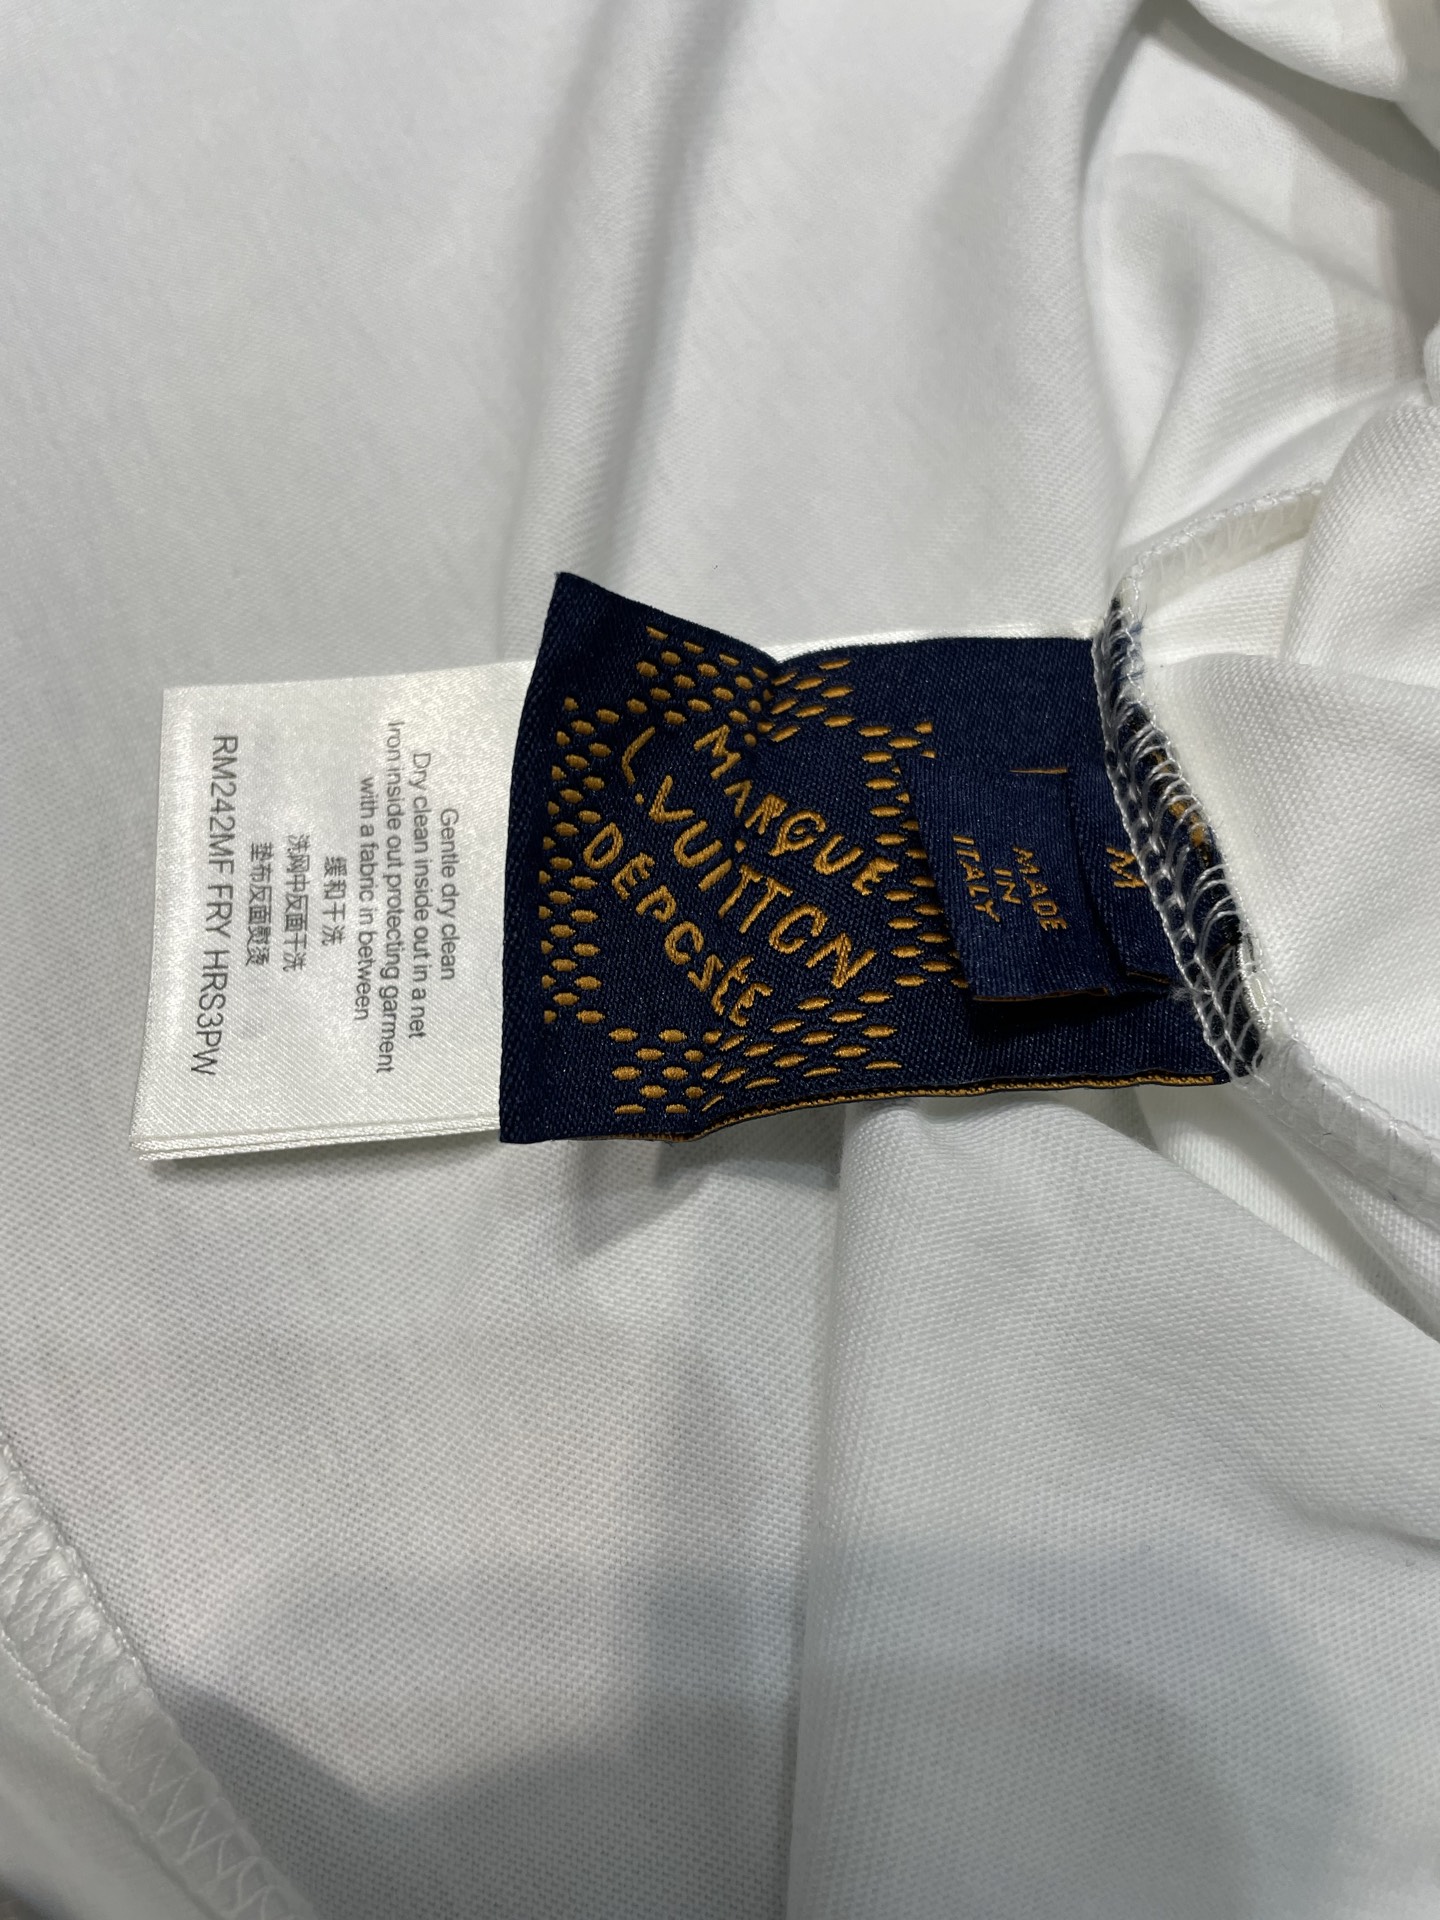 MARQUE
L.VUITTON
DÉPOSÉE
MADE
IN
ITALY
M
Gentle dry clean
Dry clean inside out in a net
Iron inside out protecting garment
with a fabric in between
缓和干洗
洗网中反面干洗
垫布反面熨烫
RM242MF FRY HRS3PW